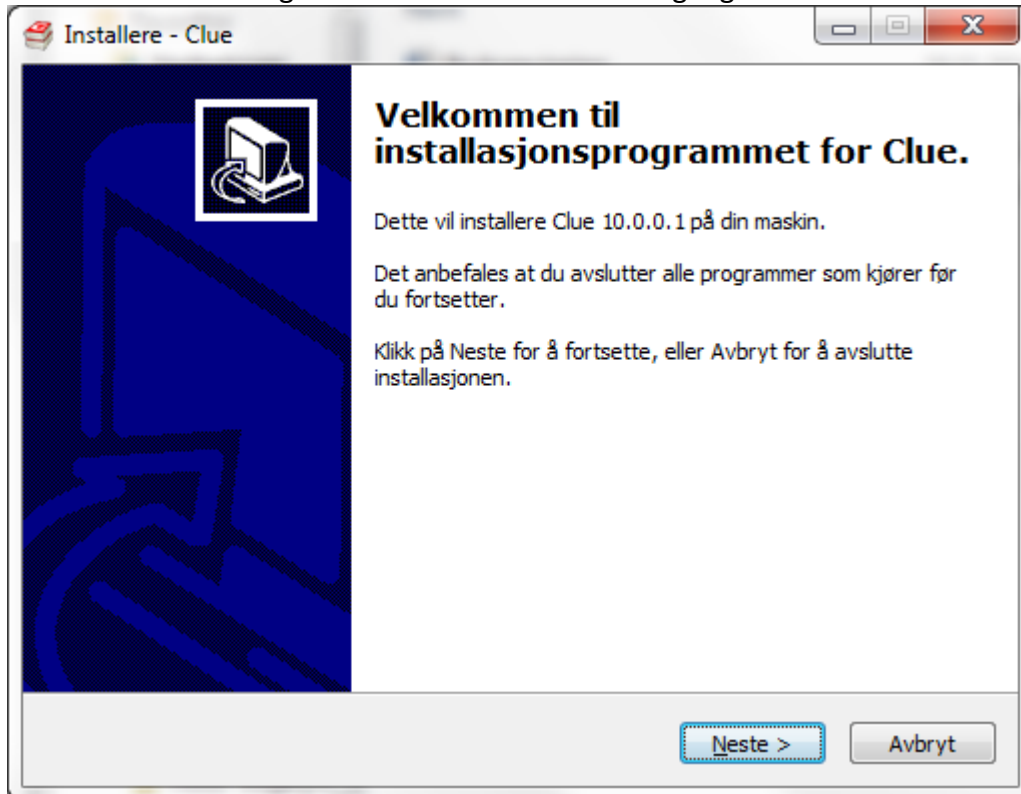 Installere - Clue
Velkommen til
installasjonsprogrammet for Clue.
Dette vil installere Clue 10.0.0.1 på din maskin.
Det anbefales at du avslutter alle programmer som kjører før
du fortsetter.
Klikk på Neste for å fortsette, eller Avbryt for å avslutte
installasjonen.
Neste >
Avbryt